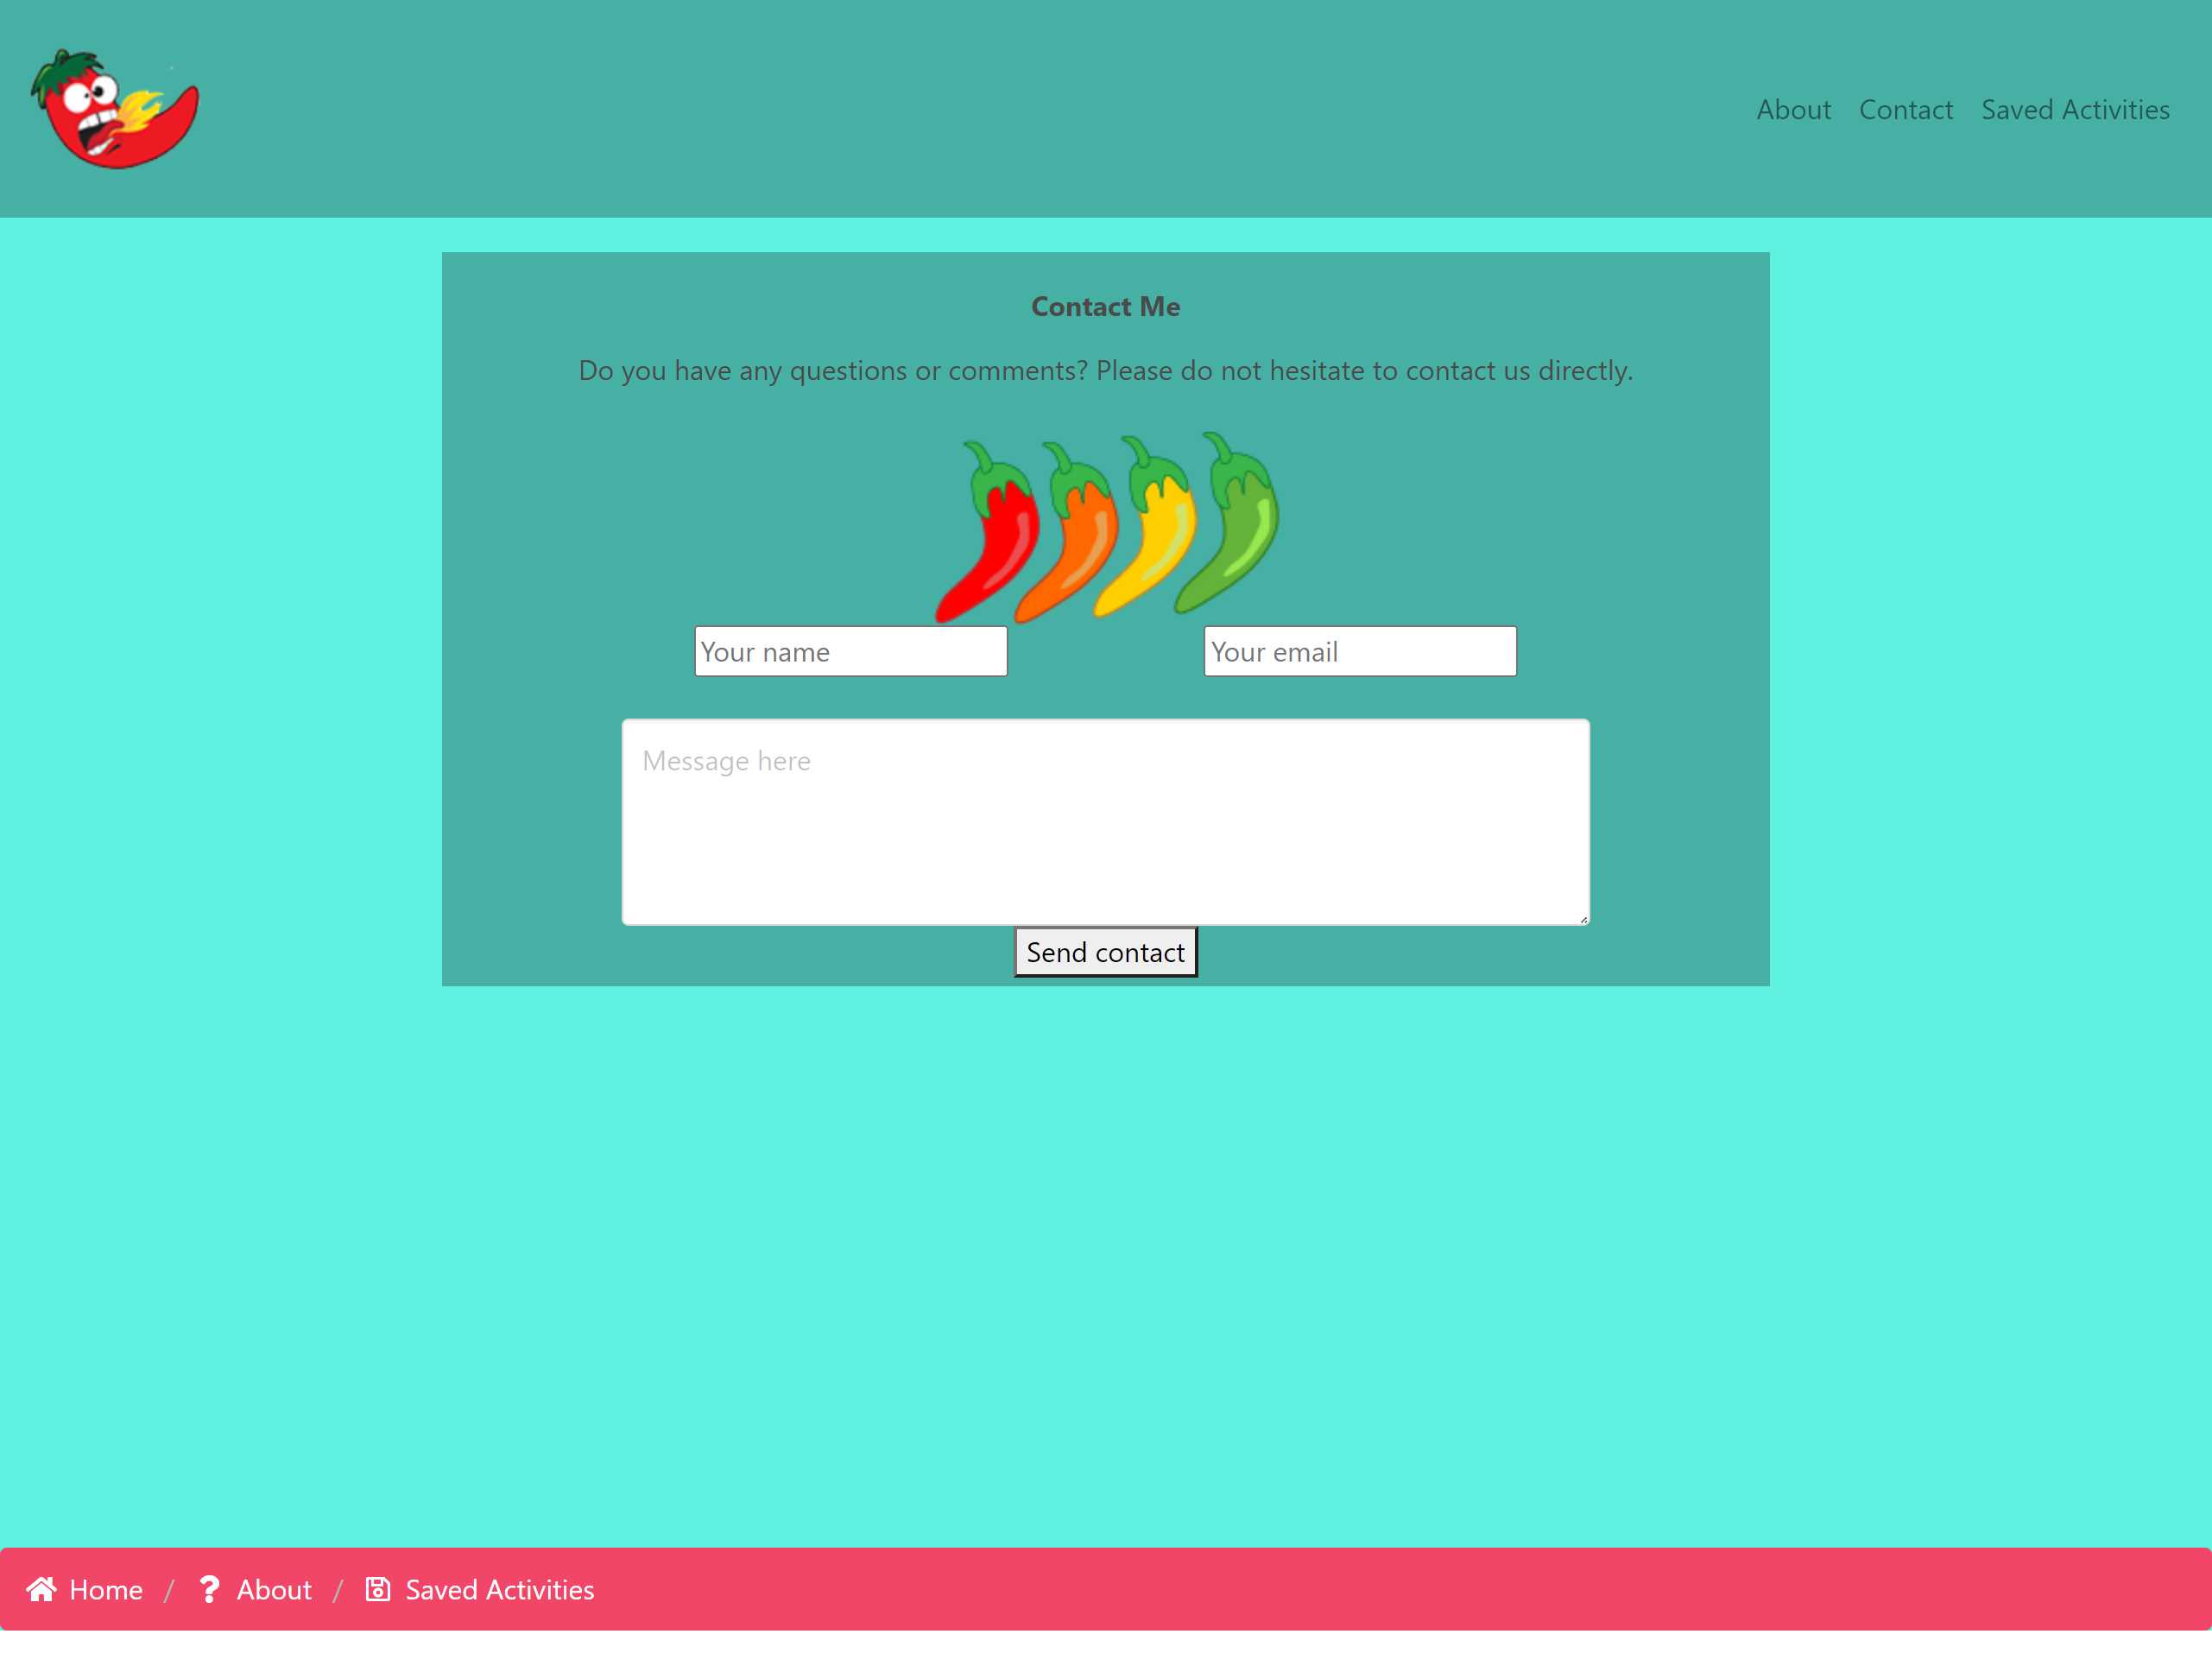 About Contact Saved Activities
Contact Me
Do you have any questions or comments? Please do not hesitate to contact us directly.
Your name Your email
Message here
Send contact
Home / About / Saved Activities